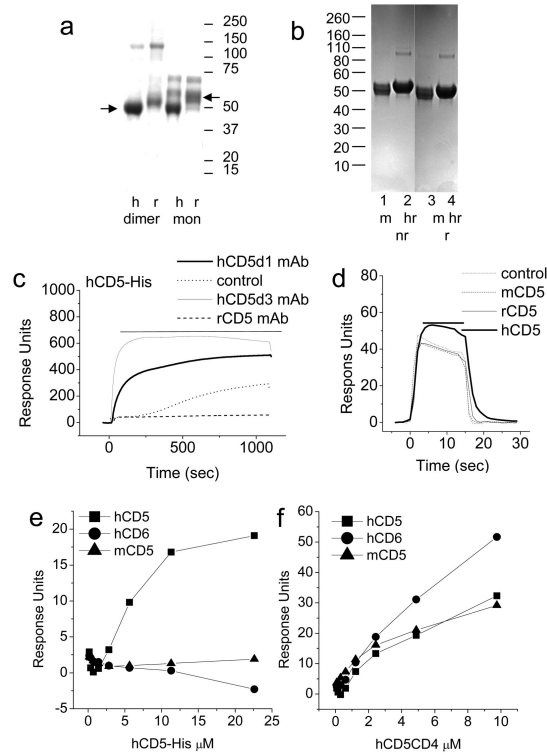 a
250
150
100
75
50
37
20
15
h r h r
dimer mon
b
260
160
110
80
60
50
40
30
20
10
1 2 3 4
m hr m hr
nr r
c
hCD5-His
hCD5d1 mAb
control
hCD5d3 mAb
rCD5 mAb
Response Units
800
600
400
200
0
0 500 1000
Time (sec)
d
control
mCD5
rCD5
hCD5
Respons Units
80
60
40
20
0
0 10 20 30
Time (sec)
e
hCD5
hCD6
mCD5
Response Units
20
15
10
5
0
-5
0 5 10 15 20 25
hCD5-His μM
f
hCD5
hCD6
mCD5
Response Units
60
50
40
30
20
10
0
0 2 4 6 8 10
hCD5CD4 μM